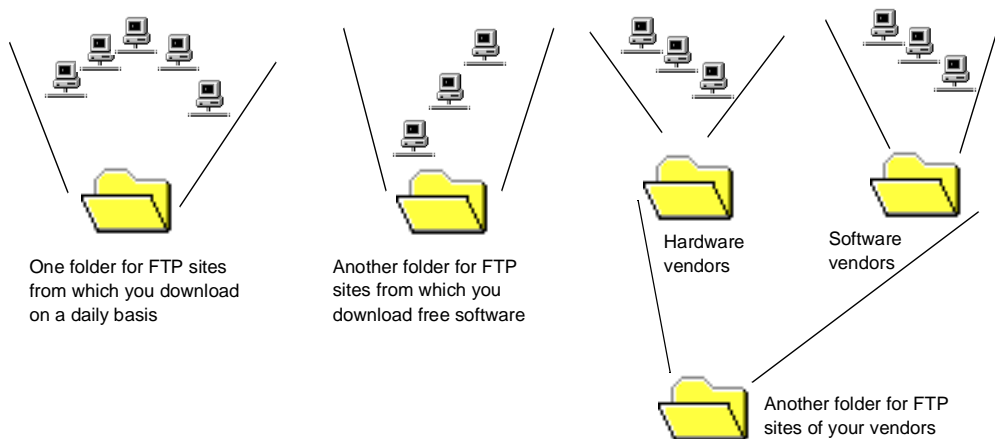 One folder for FTP sites
from which you download
on a daily basis
Another folder for FTP
sites from which you
download free software
Hardware
vendors
Software
vendors
Another folder for FTP
sites of your vendors